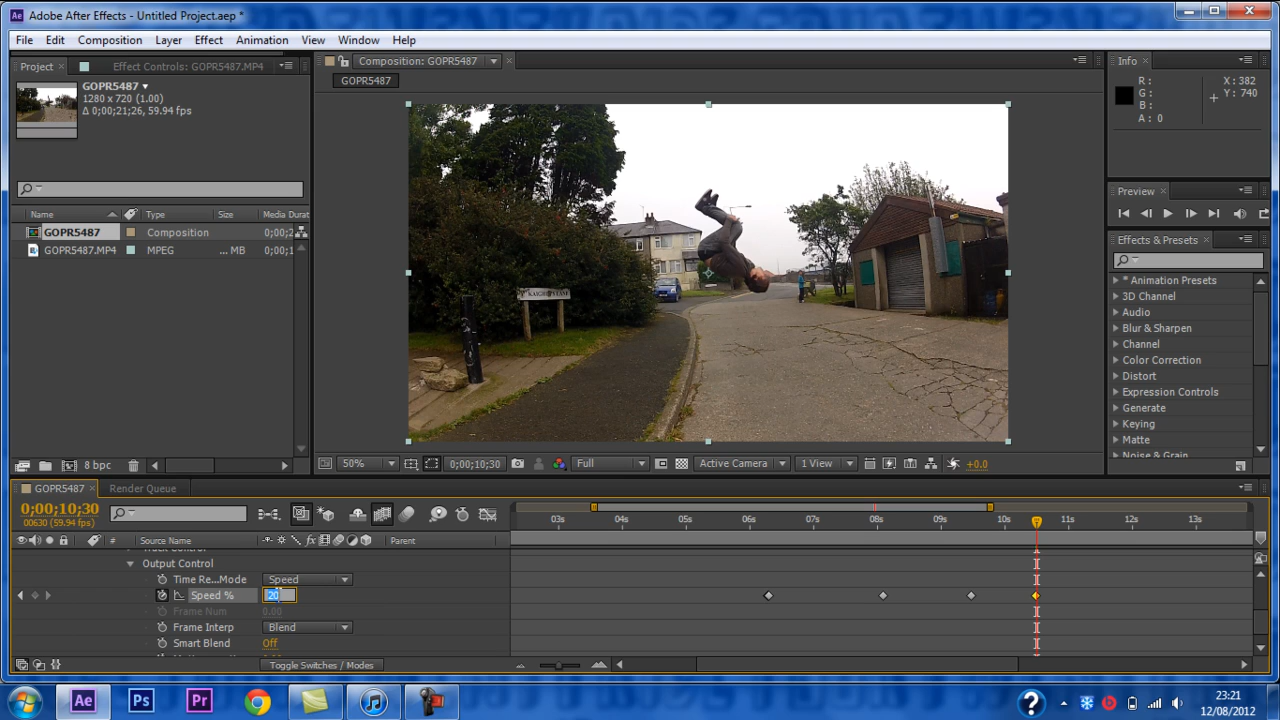 Adobe After Effects - Untitled Project.aep *
File Edit Composition Layer Effect Animation View Window Help
Project Effect Controls: GOPR5487.MP4
GOPR5487
1280 x 720 (1.00)
Δ 0;00;21;26, 59.94 fps
Name Type Size Media Durat
GOPR5487 Composition 0;00;2
GOPR5487.MP4 MPEG ... MB 0;00;1
8 bpc
Composition: GOPR5487
GOPR5487
50% 0;00;10;30 Full Active Camera 1 View +0.0
Info
R:
G:
B:
A: 0
X: 382
Y: 740
Preview
Effects & Presets
* Animation Presets
3D Channel
Audio
Blur & Sharpen
Channel
Color Correction
Distort
Expression Controls
Generate
Keying
Matte
Noise & Grain
GOPR5487 Render Queue
0;00;10;30
00630 (59.94 fps)
03s 04s 05s 06s 07s 08s 09s 10s 11s 12s 13s
# Source Name Parent
Output Control
Time Re...Mode Speed
Speed % 20
Frame Num 0.00
Frame Interp Blend
Smart Blend Off
Toggle Switches / Modes
Ae Ps Pr
23:21
12/08/2012